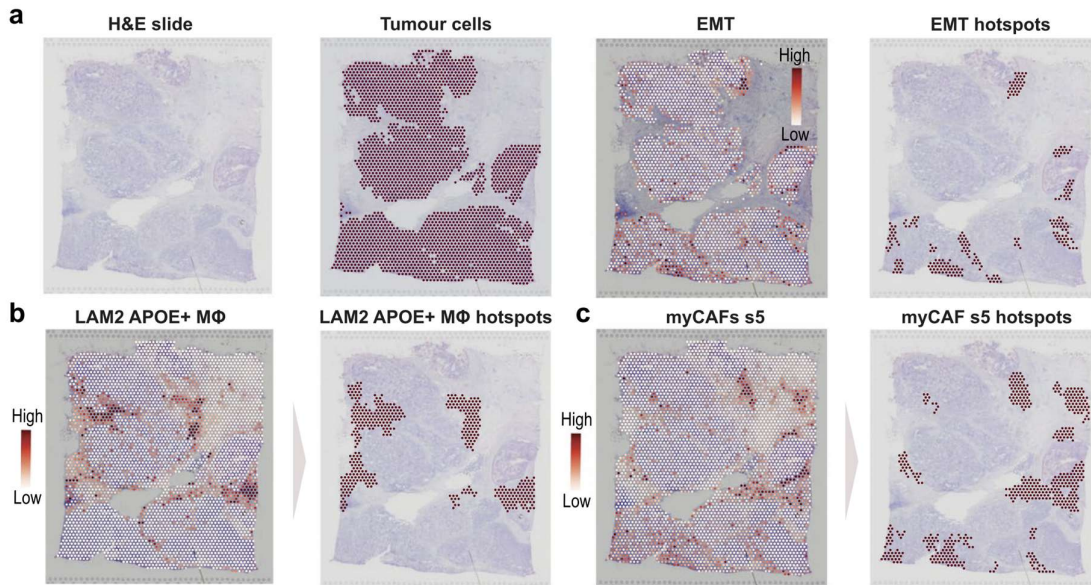 a
H&E slide
Tumour cells
EMT
EMT hotspots
High
Low
b
LAM2 APOE+ MΦ
LAM2 APOE+ MΦ hotspots
c
myCAFs s5
myCAF s5 hotspots
High
Low
High
Low